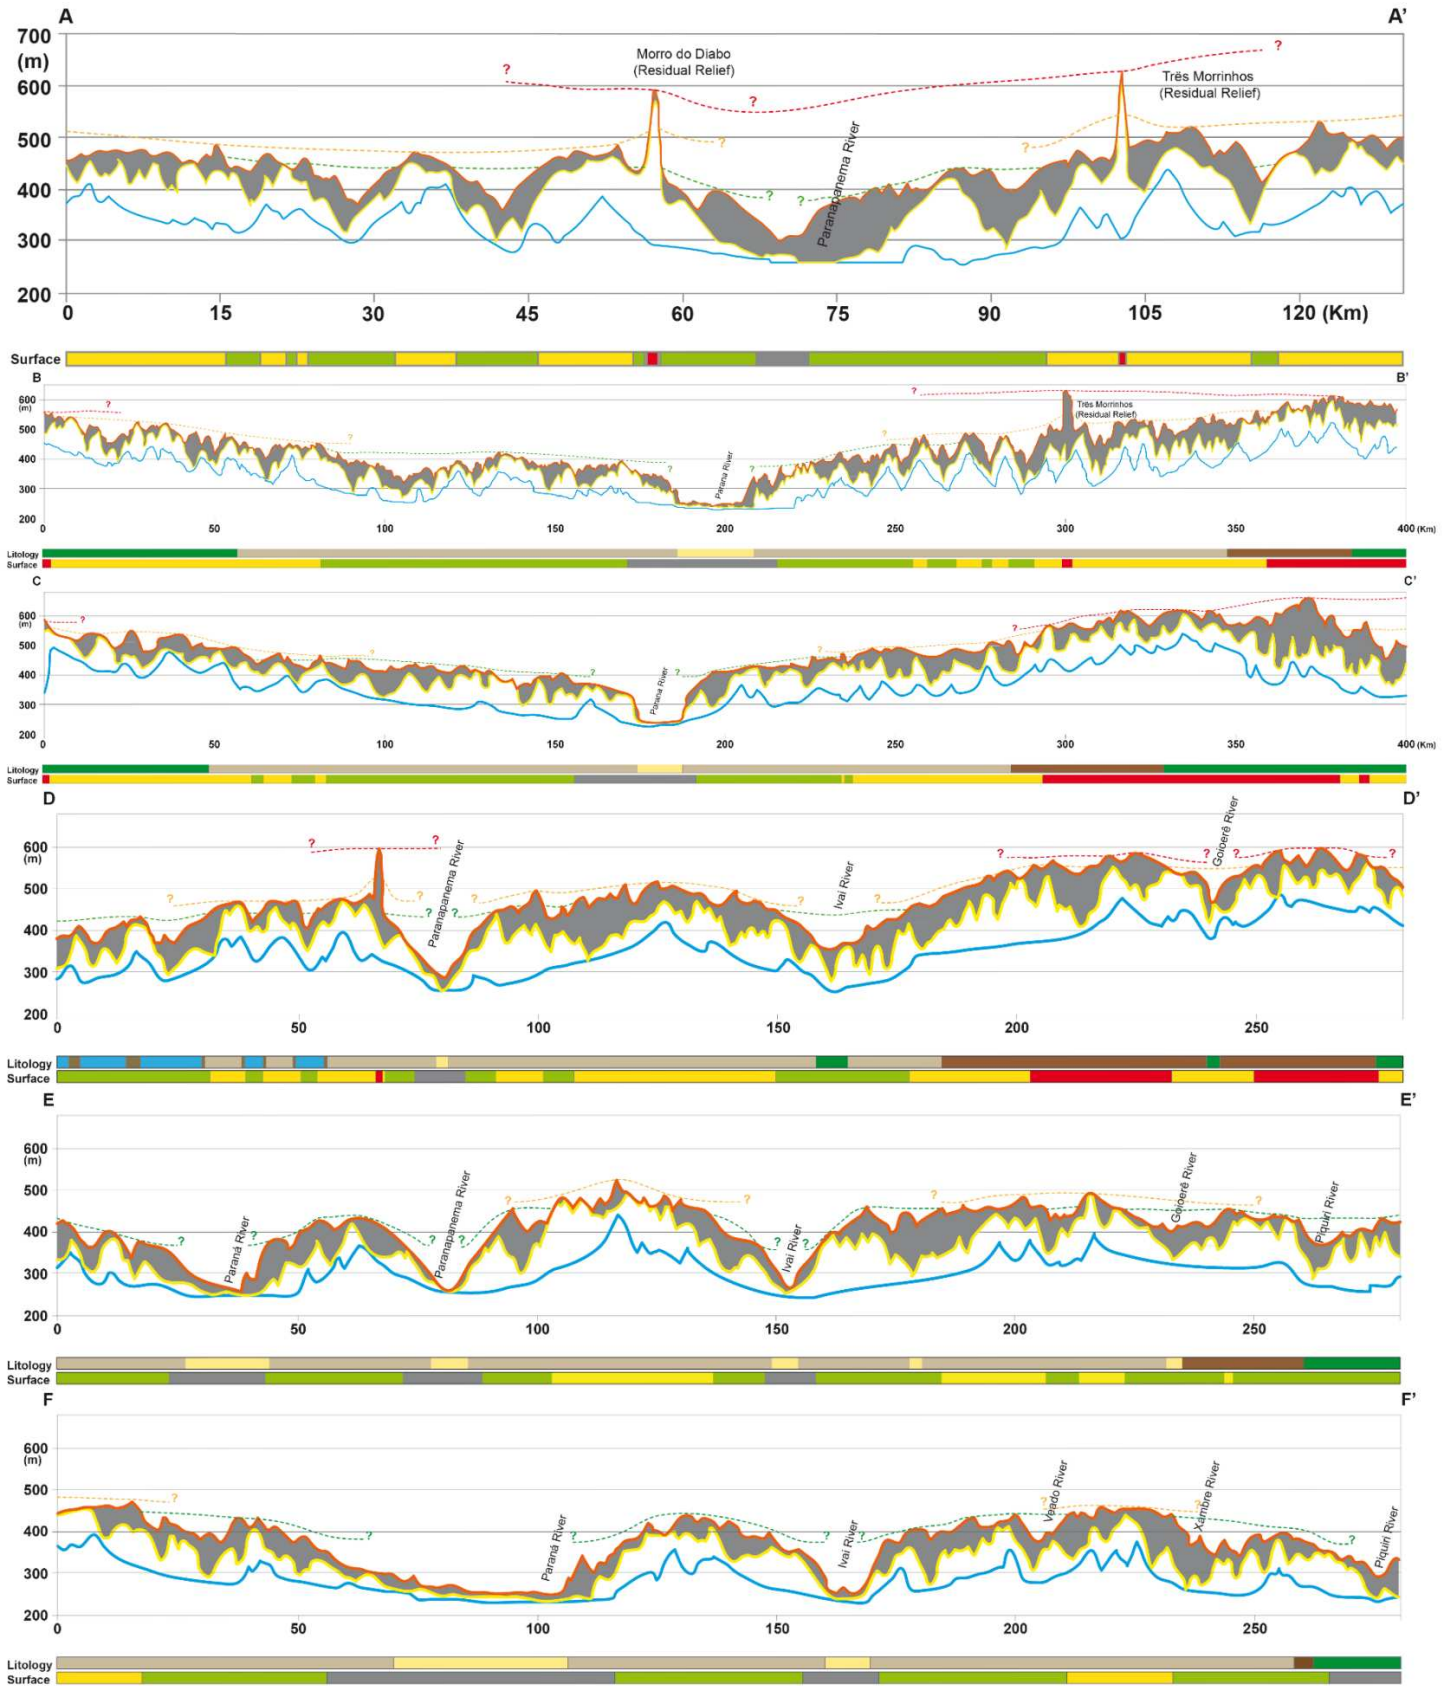 A A’
700
(m)
600
500
400
300
200
? ? ? ? ? ? ?
Morro do Diabo
(Residual Relief)
Três Morrinhos
(Residual Relief)
Paranapanema River
0 15 30 45 60 75 90 105 120 (Km)
Surface
B B’
600
(m)
500
400
300
200
? ? ? ? ? ?
Três Morrinhos
(Residual Relief)
Parana River
0 50 100 150 200 250 300 350 400 (Km)
Litology
Surface
C C’
600
(m)
500
400
300
200
? ? ? ? ? ?
Parana River
0 50 100 150 200 250 300 350 400 (Km)
Litology
Surface
D D’
600
(m)
500
400
300
200
? ? ? ? ? ? ? ? ? ? ? ? ?
Paranapanema River
Ivai River
Goioerê River
0 50 100 150 200 250
Litology
Surface
E E’
600
(m)
500
400
300
200
? ? ? ? ? ? ? ? ? ?
Paraná River
Paranapanema River
Ivai River
Goioerê River
Piquiri River
0 50 100 150 200 250
Litology
Surface
F F’
600
(m)
500
400
300
200
? ? ? ? ? ? ? ?
Paraná River
Ivai River
Veado River
Xambre River
Piquiri River
0 50 100 150 200 250
Litology
Surface